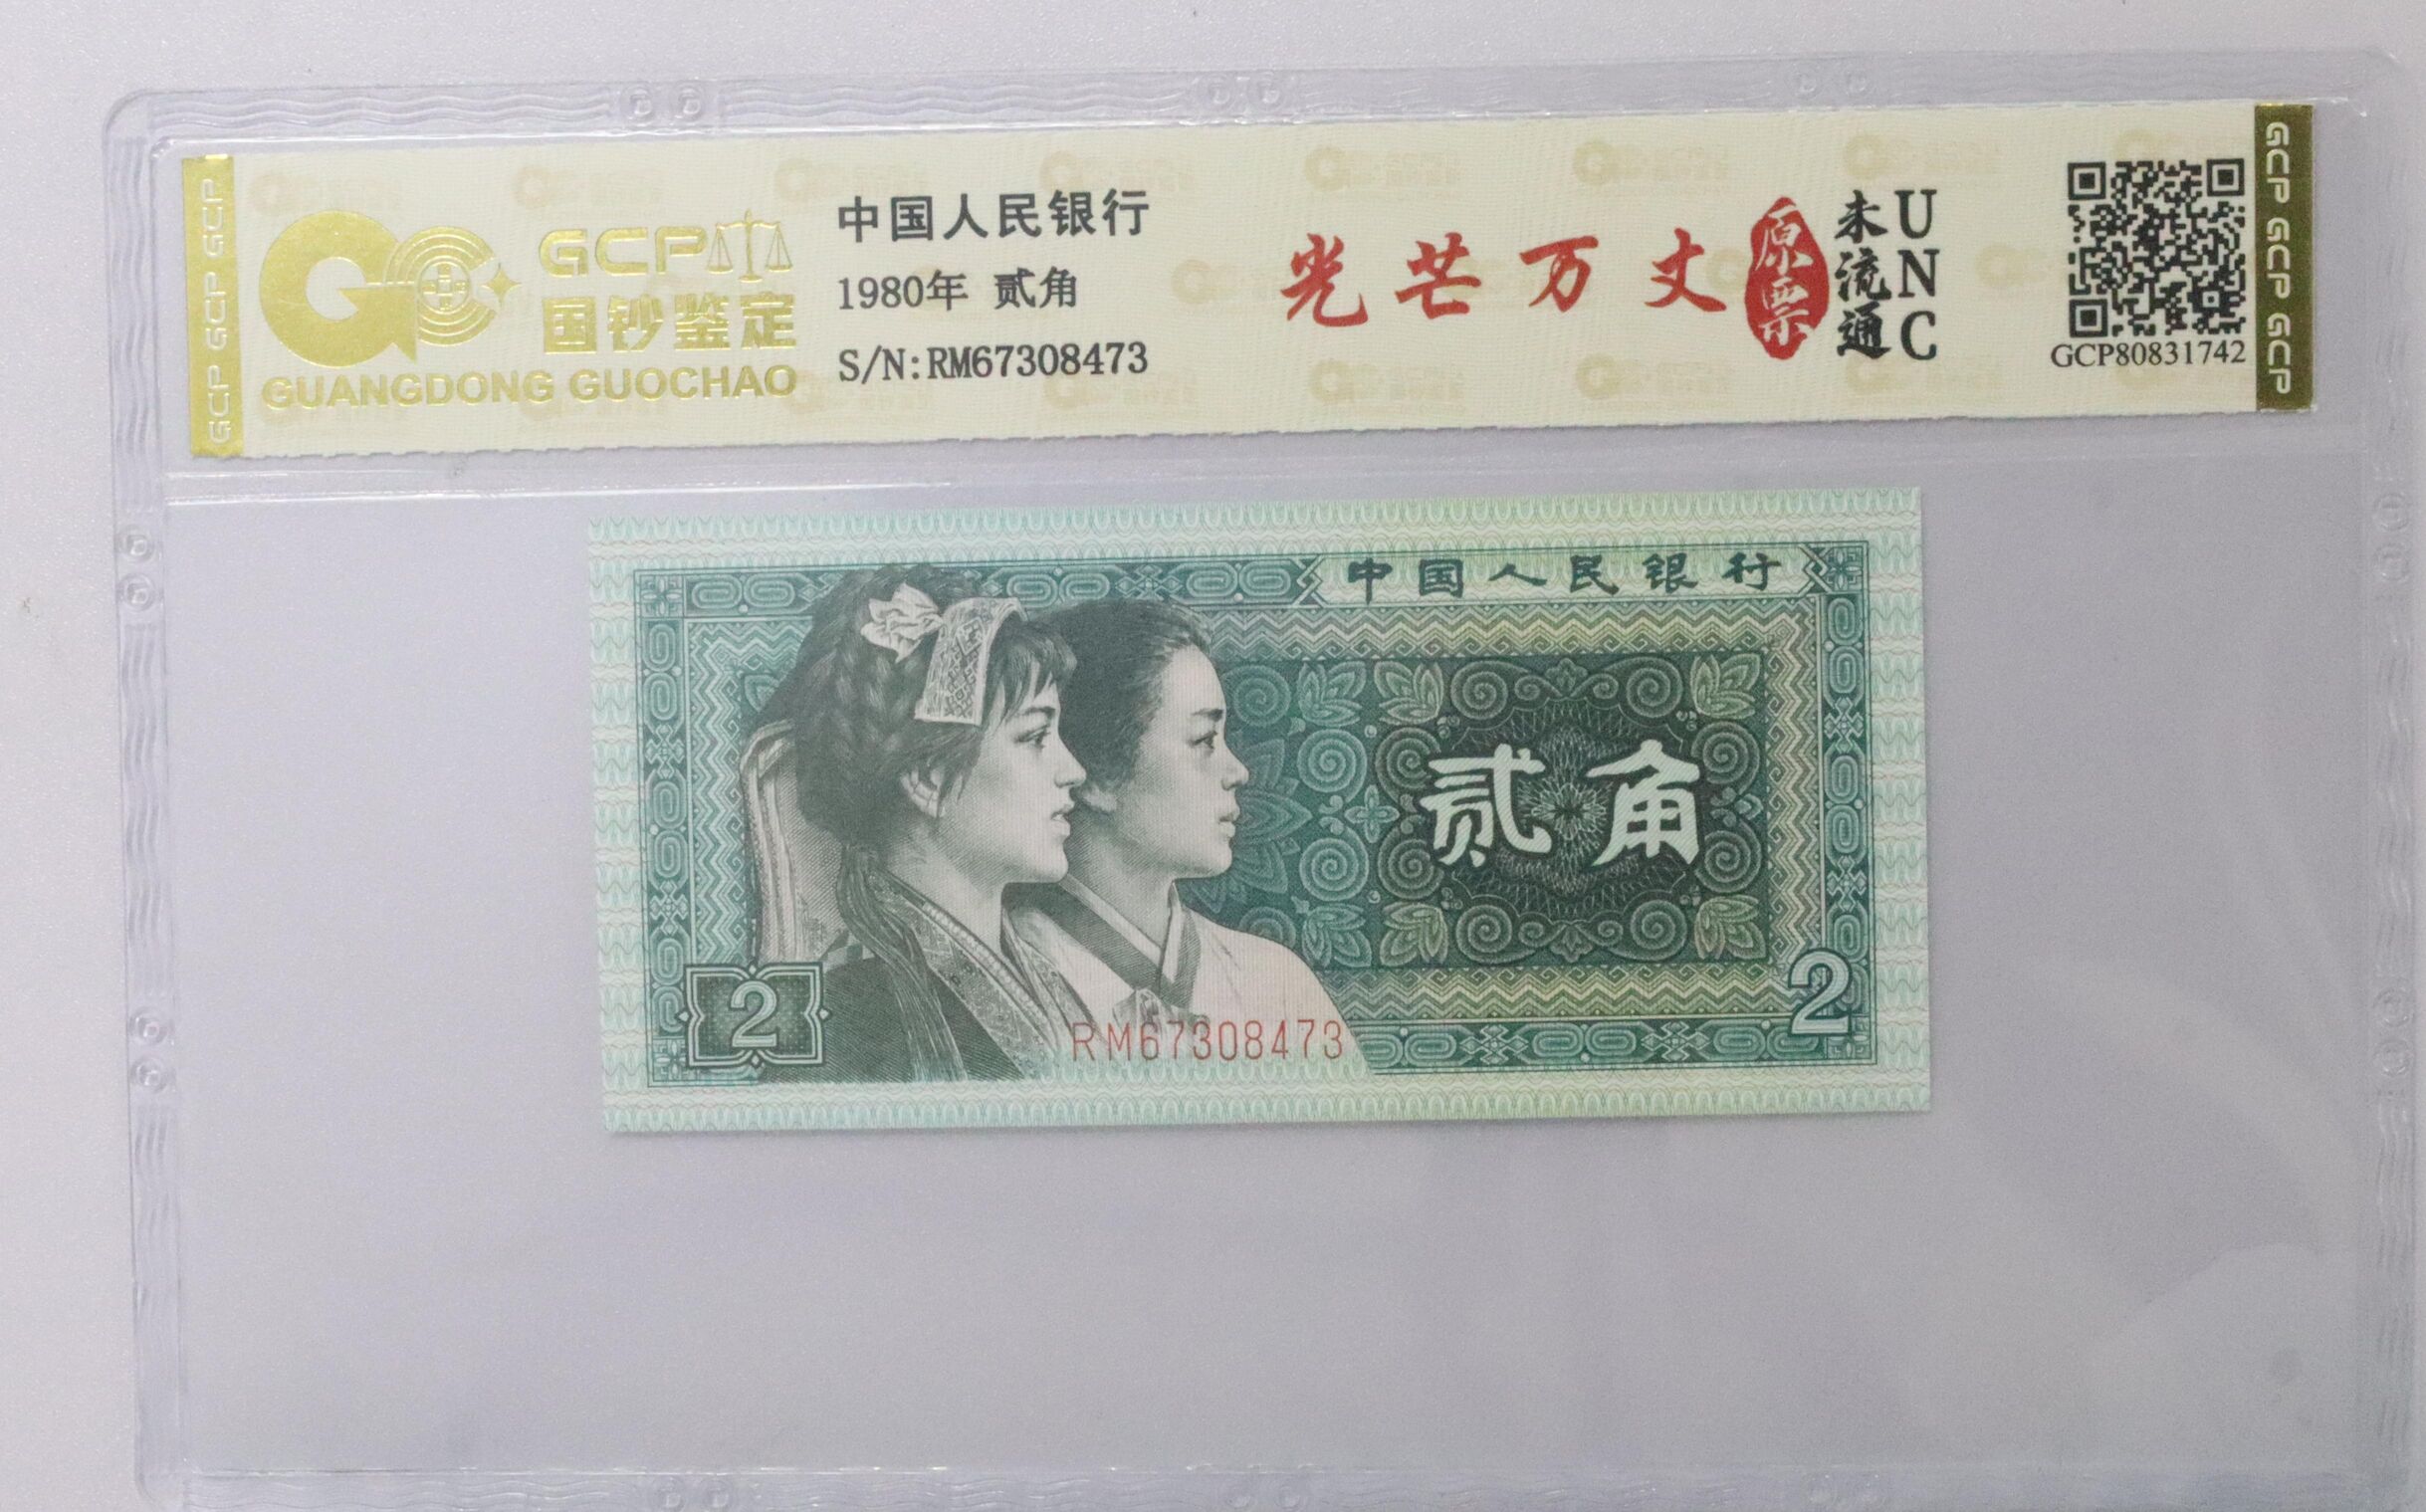 GCP GCP GCP
GCP
国钞鉴定
GUANGDONG GUOCHAO
中国人民银行
1980年 贰角
S/N:RM67308473
光芒万丈
原票
未流通
UNC
GCP80831742
GCP GCP GCP
中国人民银行
贰角
2
2
RM67308473